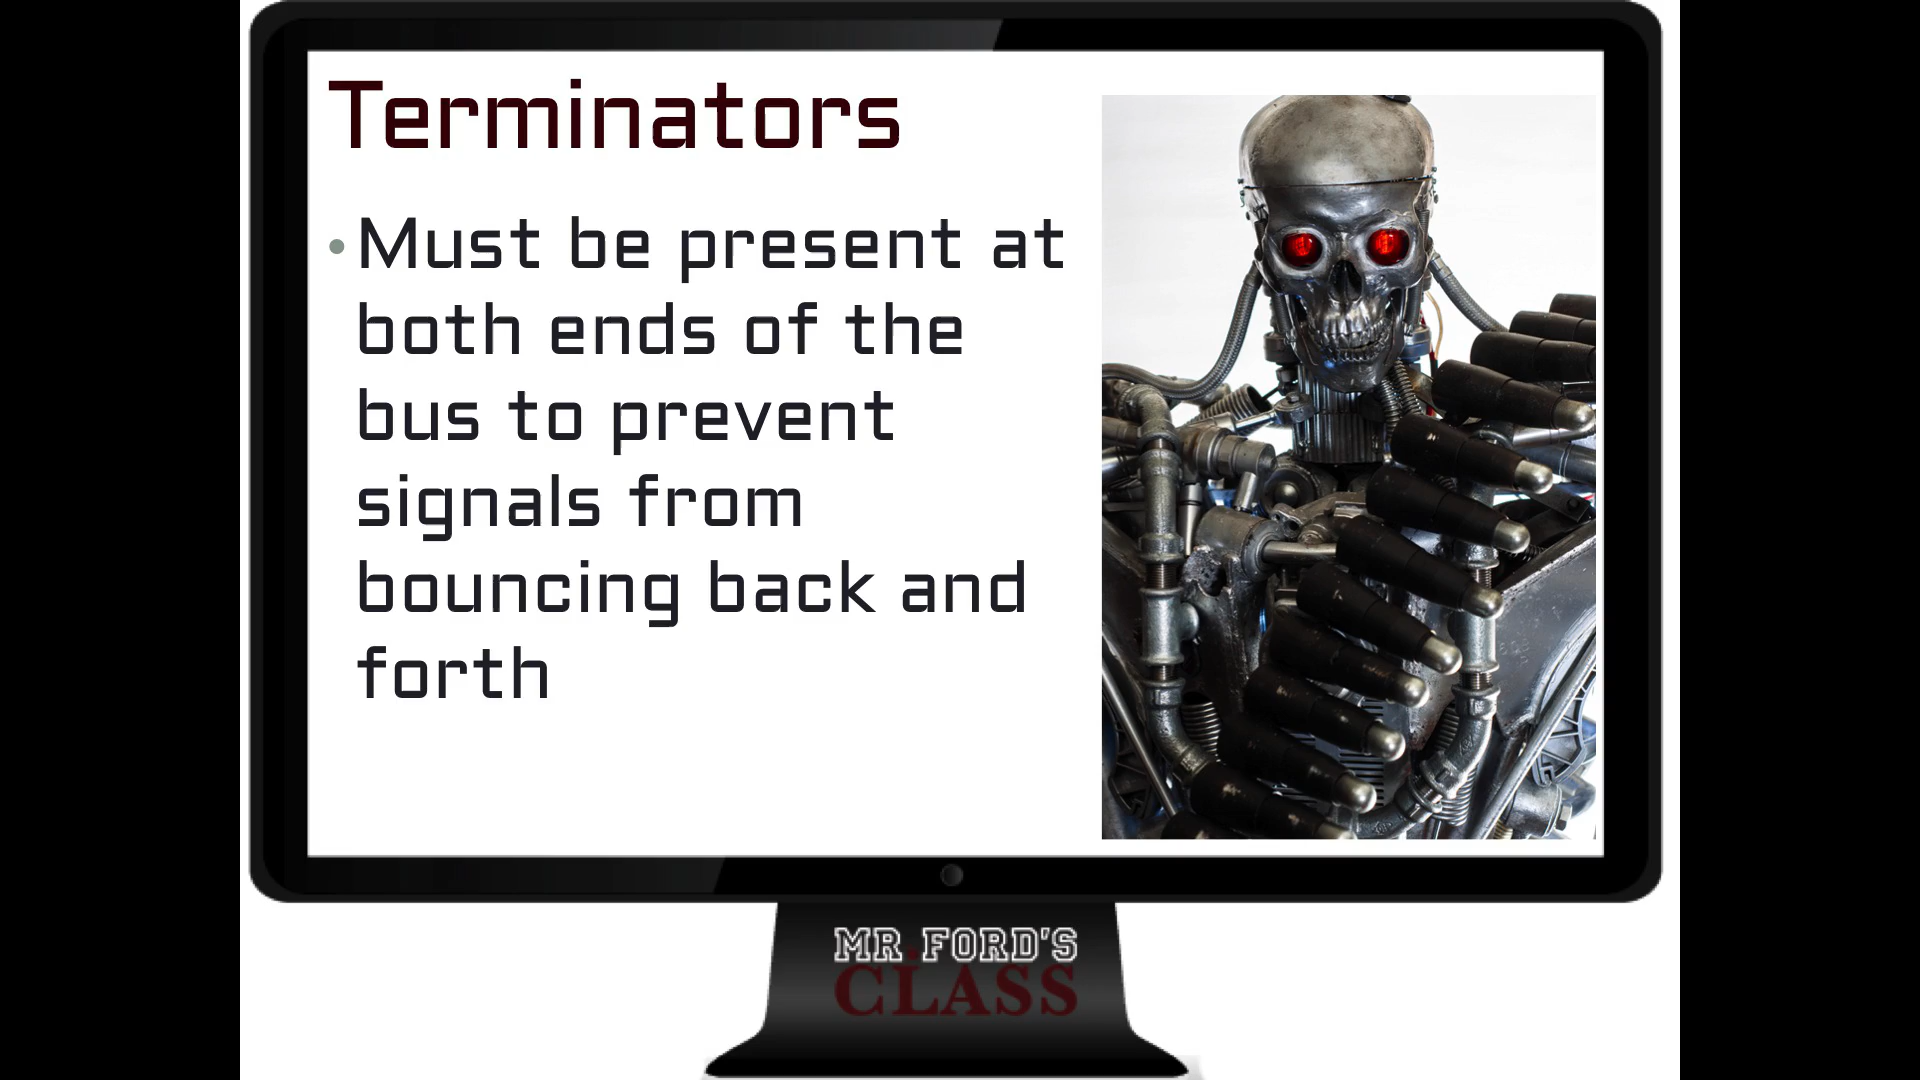 Terminators
• Must be present at
both ends of the
bus to prevent
signals from
bouncing back and
forth
MR FORD'S
CLASS